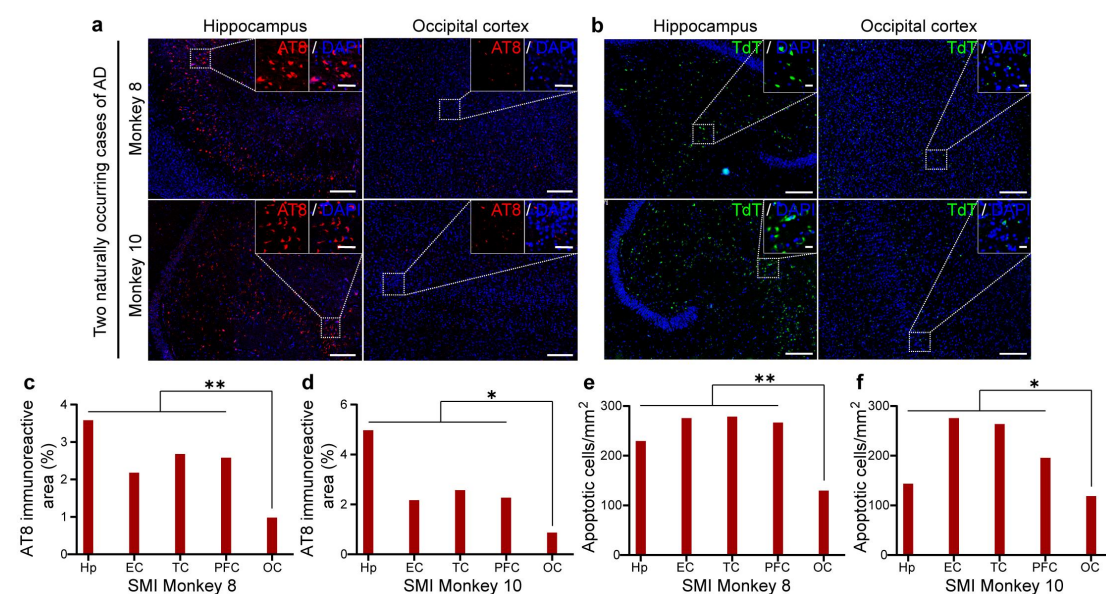 a
Hippocampus
Occipital cortex
b
Hippocampus
Occipital cortex
Two naturally occurring cases of AD
Monkey 8
AT8 / DAPI
AT8 / DAPI
TdT / DAPI
TdT / DAPI
Monkey 10
AT8 / DAPI
AT8 / DAPI
TdT / DAPI
TdT / DAPI
c
**
AT8 immunoreactive
area (%)
4
3
2
1
0
Hp EC TC PFC OC
SMI Monkey 8
d
*
AT8 immunoreactive
area (%)
6
4
2
0
Hp EC TC PFC OC
SMI Monkey 10
e
**
Apoptotic cells/mm²
300
200
100
0
Hp EC TC PFC OC
SMI Monkey 8
f
*
Apoptotic cells/mm²
300
200
100
0
Hp EC TC PFC OC
SMI Monkey 10